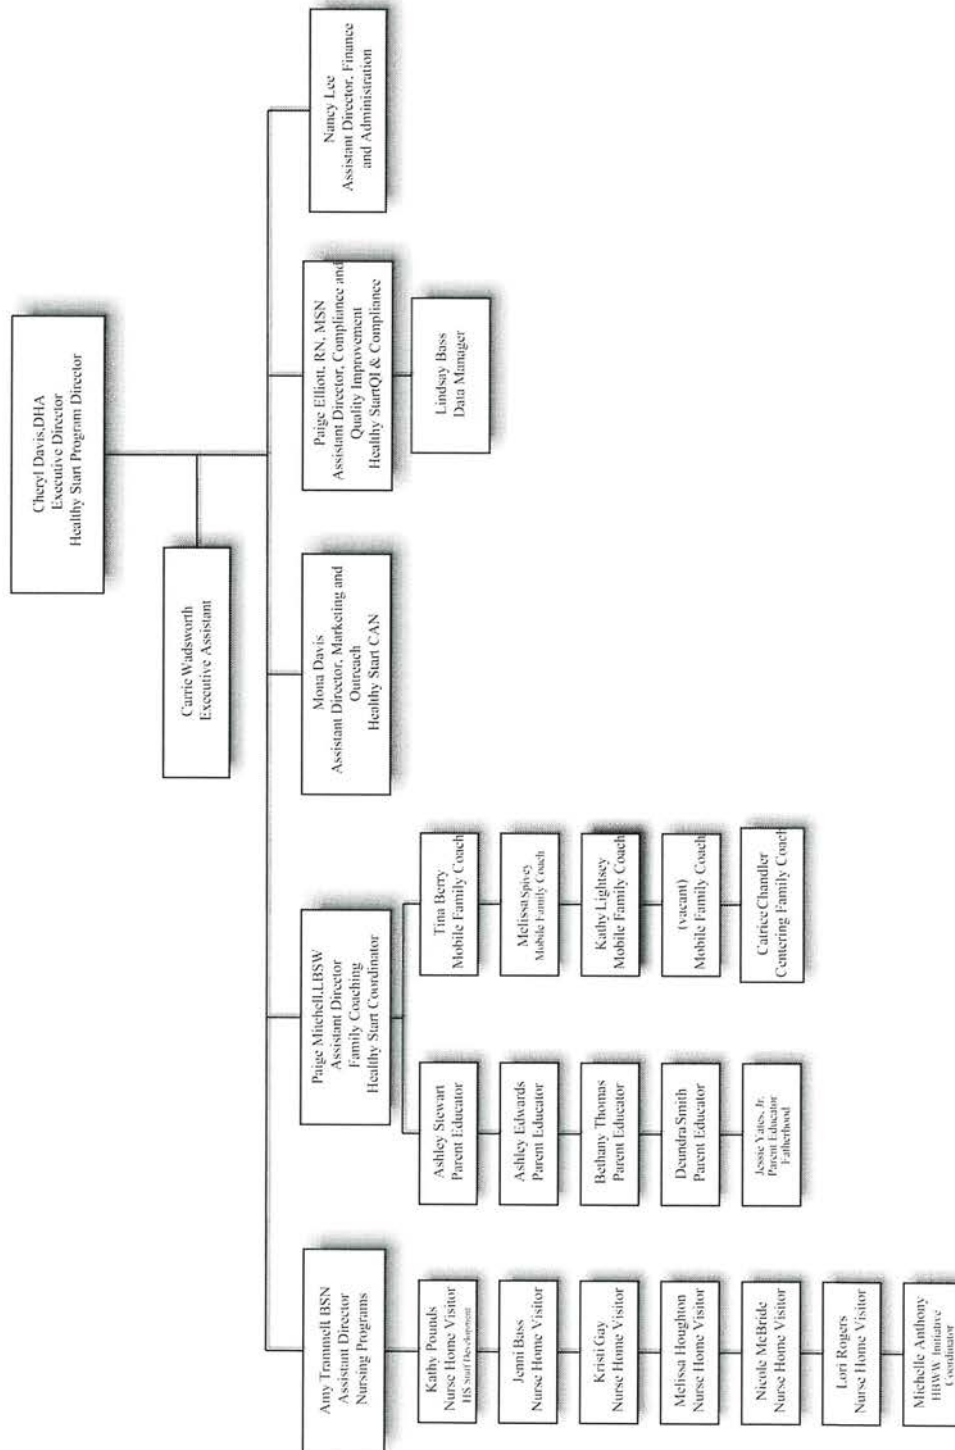 Cheryl Davis,DHA
Executive Director
Healthy Start Program Director
Carrie Wadsworth
Executive Assistant
Amy Trammell BSN
Assistant Director
Nursing Programs
Kathy Pounds
Nurse Home Visitor
HS Staff Development
Jenni Bass
Nurse Home Visitor
Kristi Gay
Nurse Home Visitor
Melissa Houghton
Nurse Home Visitor
Nicole McBride
Nurse Home Visitor
Lori Rogers
Nurse Home Visitor
Michelle Anthony
HBWW Initiative
Coordinator
Paige Mitchell,LBSW
Assistant Director
Family Coaching
Healthy Start Coordinator
Ashley Stewart
Parent Educator
Ashley Edwards
Parent Educator
Bethany Thomas
Parent Educator
Deundra Smith
Parent Educator
Jessie Yates, Jr.
Parent Educator
Fatherhood
Tina Berry
Mobile Family Coach
Melissa Spivey
Mobile Family Coach
Kathy Lightsey
Mobile Family Coach
(vacant)
Mobile Family Coach
Catrice Chandler
Centering Family Coach
Mona Davis
Assistant Director, Marketing and
Outreach
Healthy Start CAN
Paige Elliott, RN, MSN
Assistant Director, Compliance and
Quality Improvement
Healthy StartQI & Compliance
Lindsay Bass
Data Manager
Nancy Lee
Assistant Director, Finance
and Administration